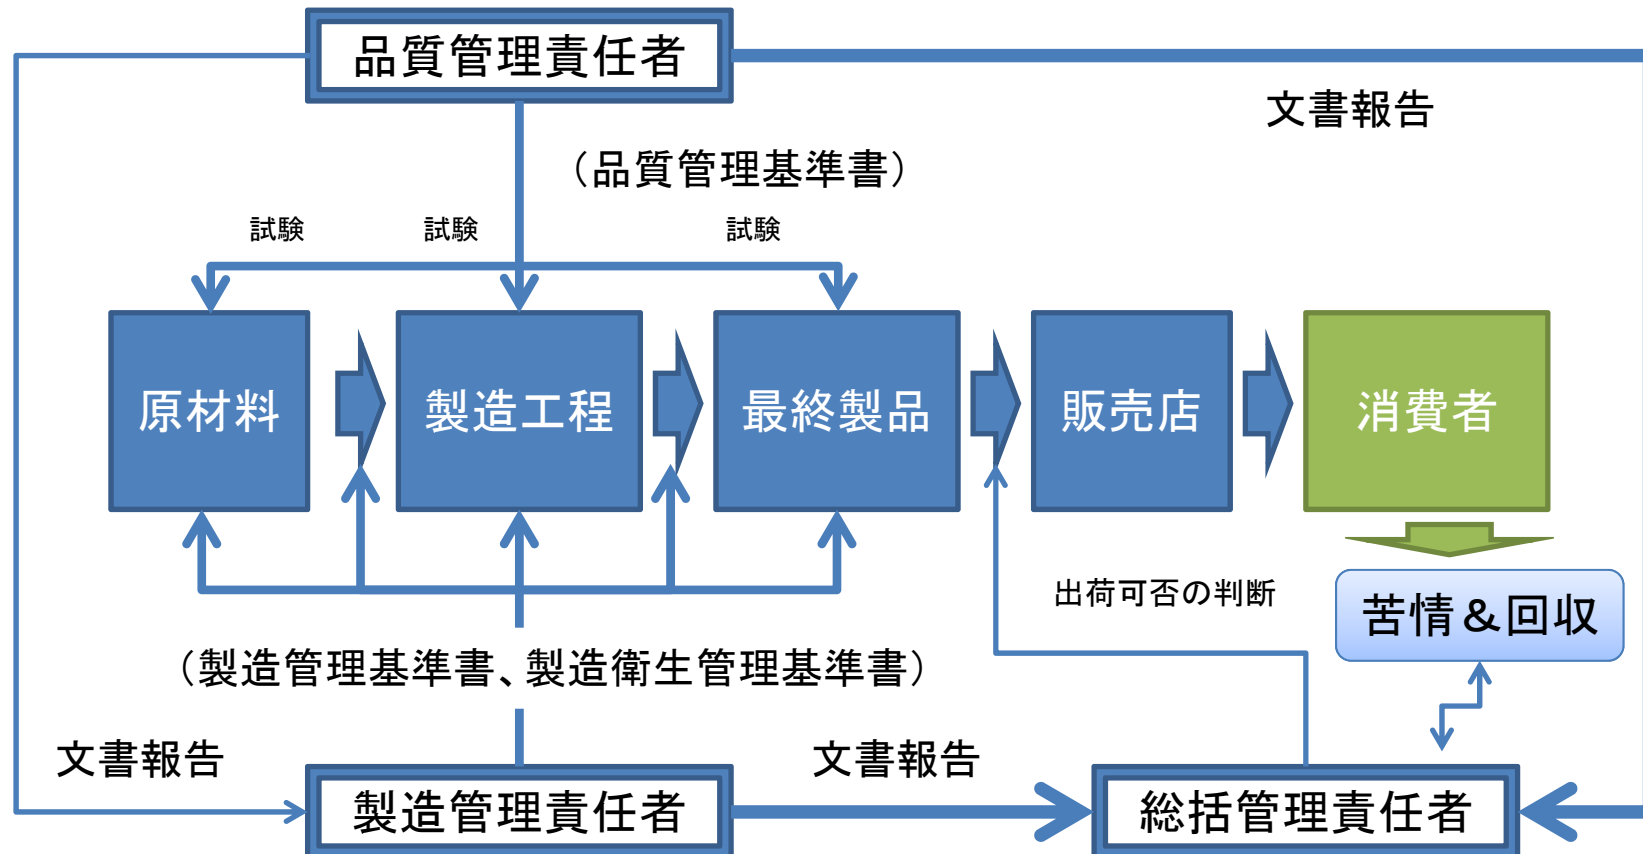 品質管理責任者
文書報告
（品質管理基準書）
試験
試験
試験
原材料
製造工程
最終製品
販売店
消費者
出荷可否の判断
苦情＆回収
（製造管理基準書、製造衛生管理基準書）
文書報告
文書報告
製造管理責任者
総括管理責任者